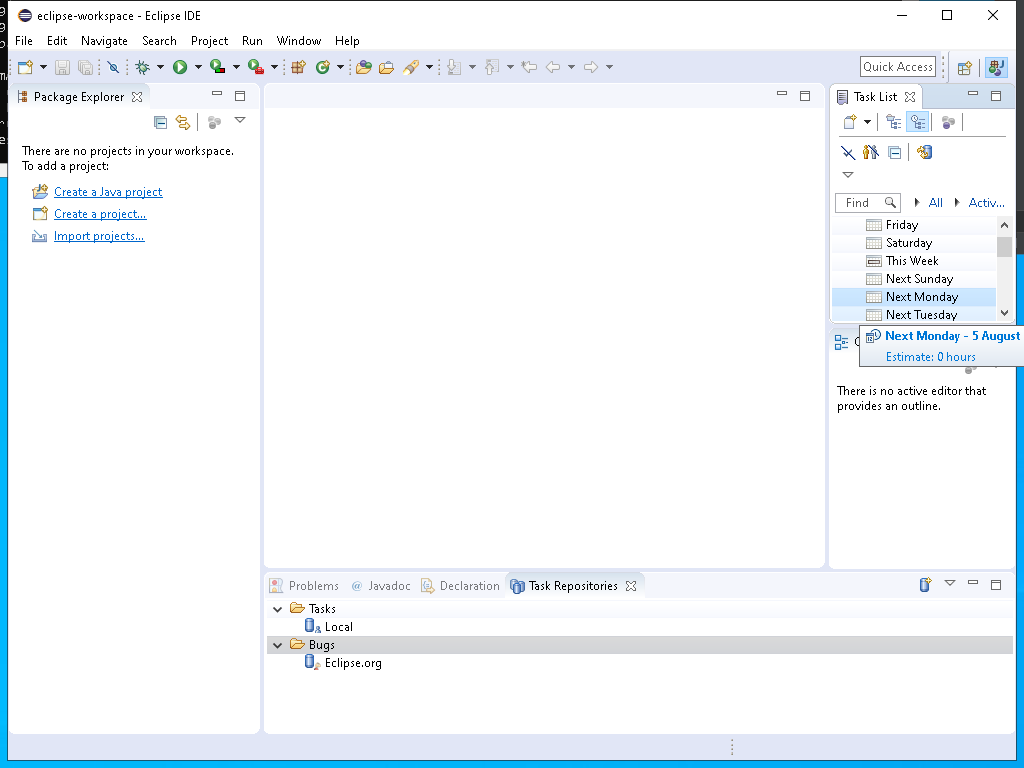 eclipse-workspace - Eclipse IDE
File Edit Navigate Search Project Run Window Help
Quick Access
Package Explorer
There are no projects in your workspace.
To add a project:
Create a Java project
Create a project...
Import projects...
Task List
Find All Activ...
Friday
Saturday
This Week
Next Sunday
Next Monday
Next Tuesday
Next Monday - 5 August
Estimate: 0 hours
There is no active editor that
provides an outline.
Problems Javadoc Declaration Task Repositories
Tasks
Local
Bugs
Eclipse.org